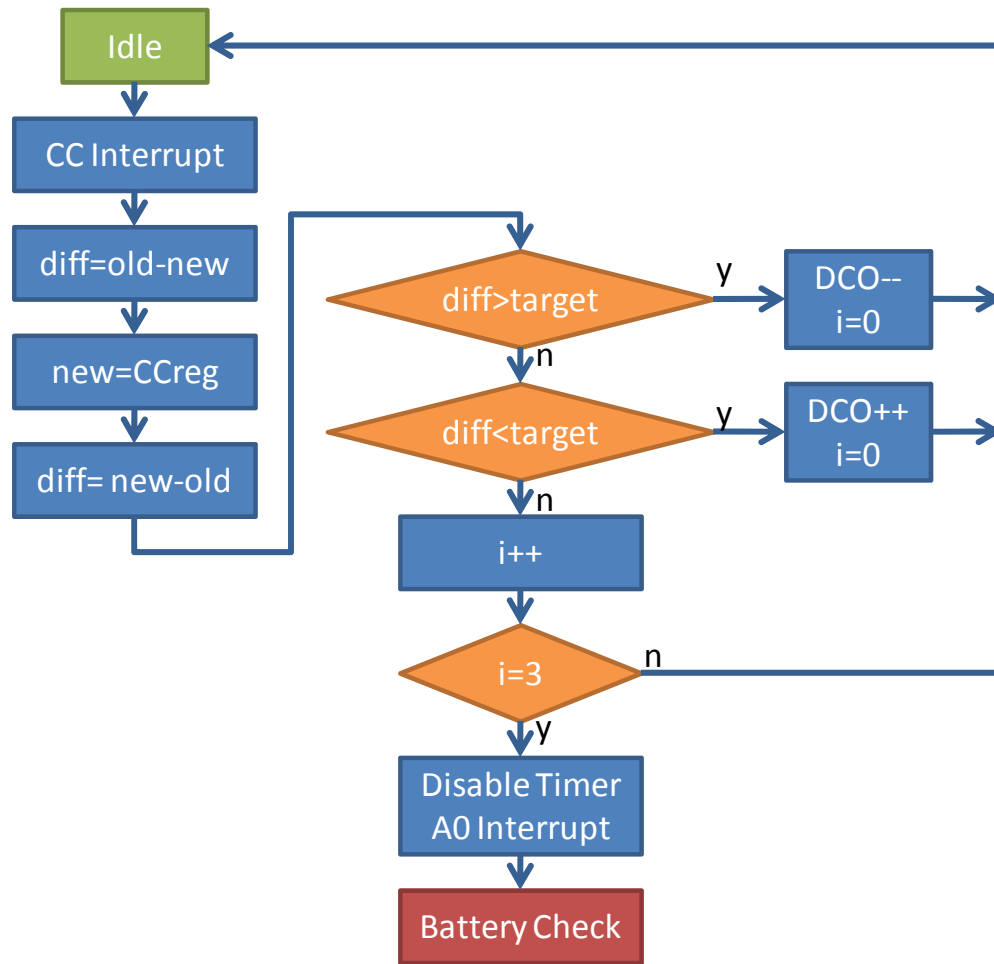 Idle
CC Interrupt
diff=old-new
new=CCreg
diff= new-old
diff>target
y
DCO--
i=0
n
diff<target
y
DCO++
i=0
n
i++
i=3
n
y
Disable Timer
A0 Interrupt
Battery Check